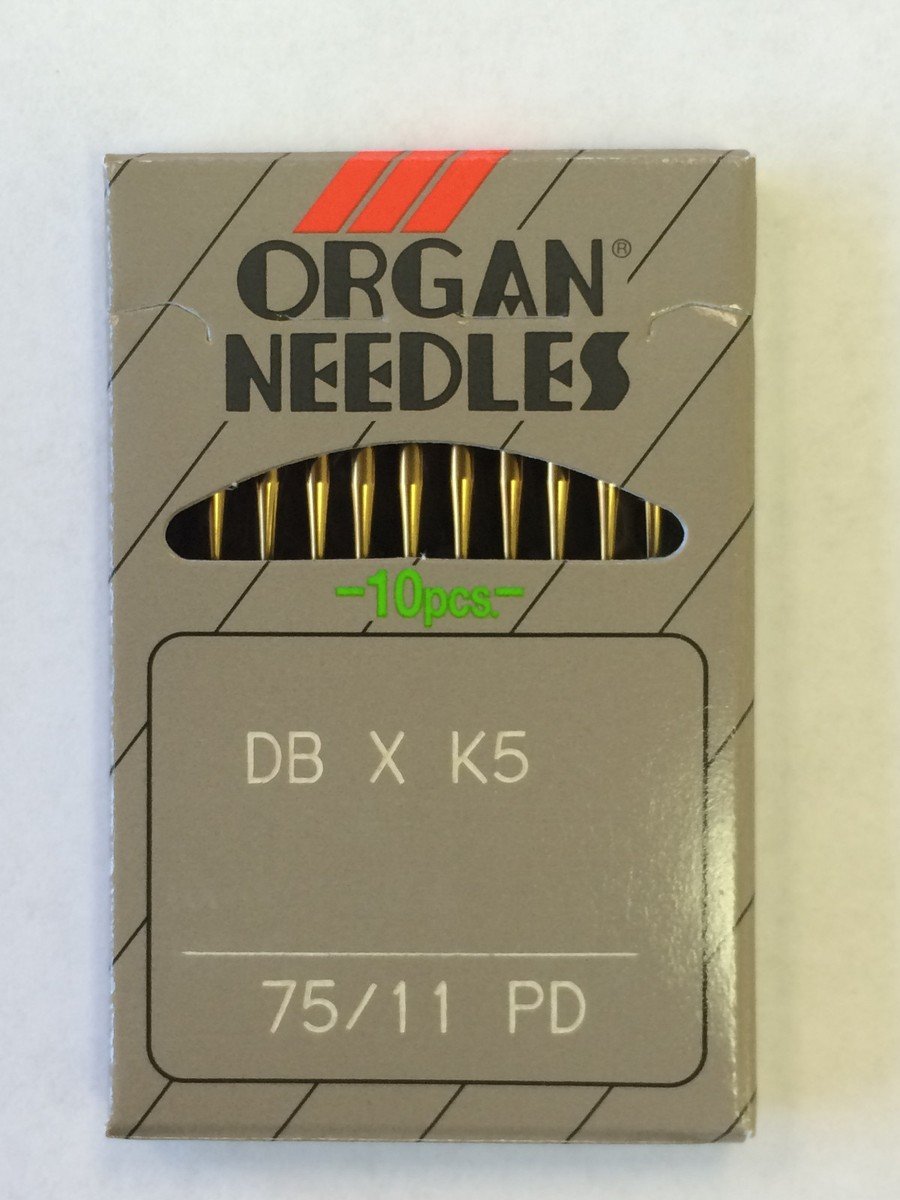 ORGAN®
NEEDLES
-10pcs.-
DB X K5
75/11 PD